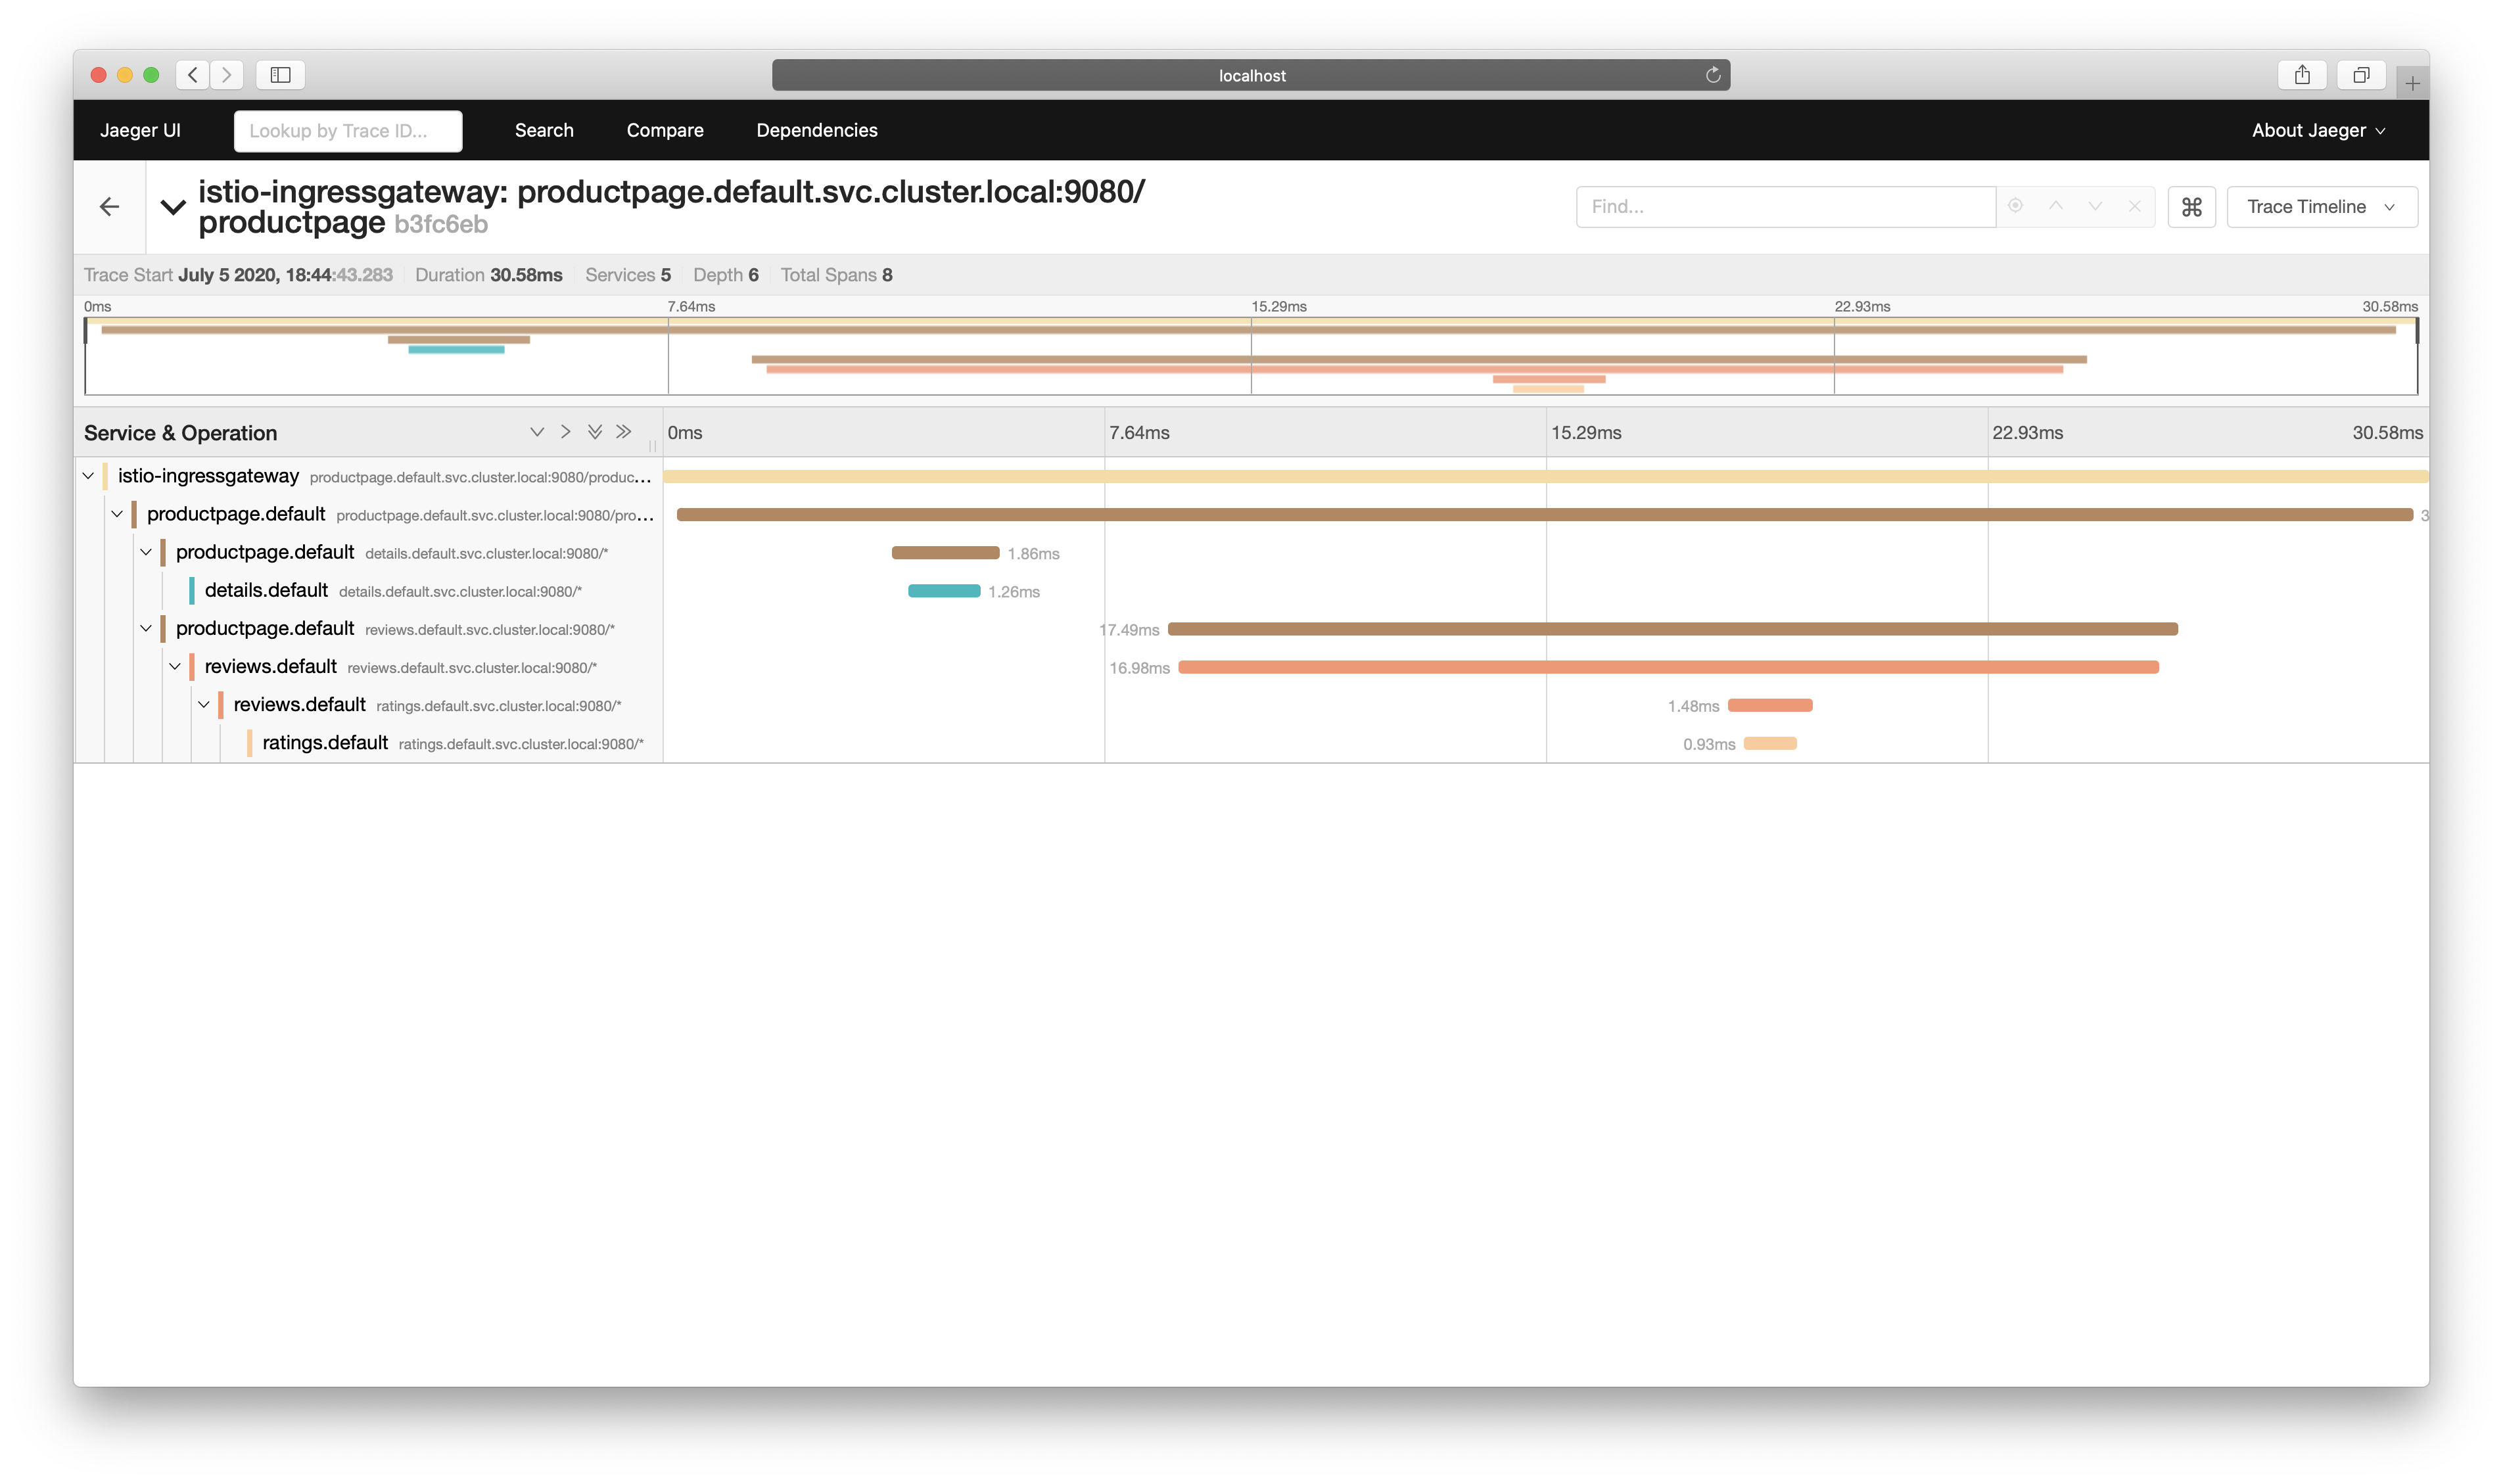 localhost
Jaeger UI Lookup by Trace ID... Search Compare Dependencies About Jaeger
istio-ingressgateway: productpage.default.svc.cluster.local:9080/
productpage b3fc6eb
Find... ⌘ Trace Timeline
Trace Start July 5 2020, 18:44:43.283 Duration 30.58ms Services 5 Depth 6 Total Spans 8
0ms 7.64ms 15.29ms 22.93ms 30.58ms
Service & Operation 0ms 7.64ms 15.29ms 22.93ms 30.58ms
istio-ingressgateway productpage.default.svc.cluster.local:9080/produc...
productpage.default productpage.default.svc.cluster.local:9080/pro... 3
productpage.default details.default.svc.cluster.local:9080/* 1.86ms
details.default details.default.svc.cluster.local:9080/* 1.26ms
productpage.default reviews.default.svc.cluster.local:9080/* 17.49ms
reviews.default reviews.default.svc.cluster.local:9080/* 16.98ms
reviews.default ratings.default.svc.cluster.local:9080/* 1.48ms
ratings.default ratings.default.svc.cluster.local:9080/* 0.93ms